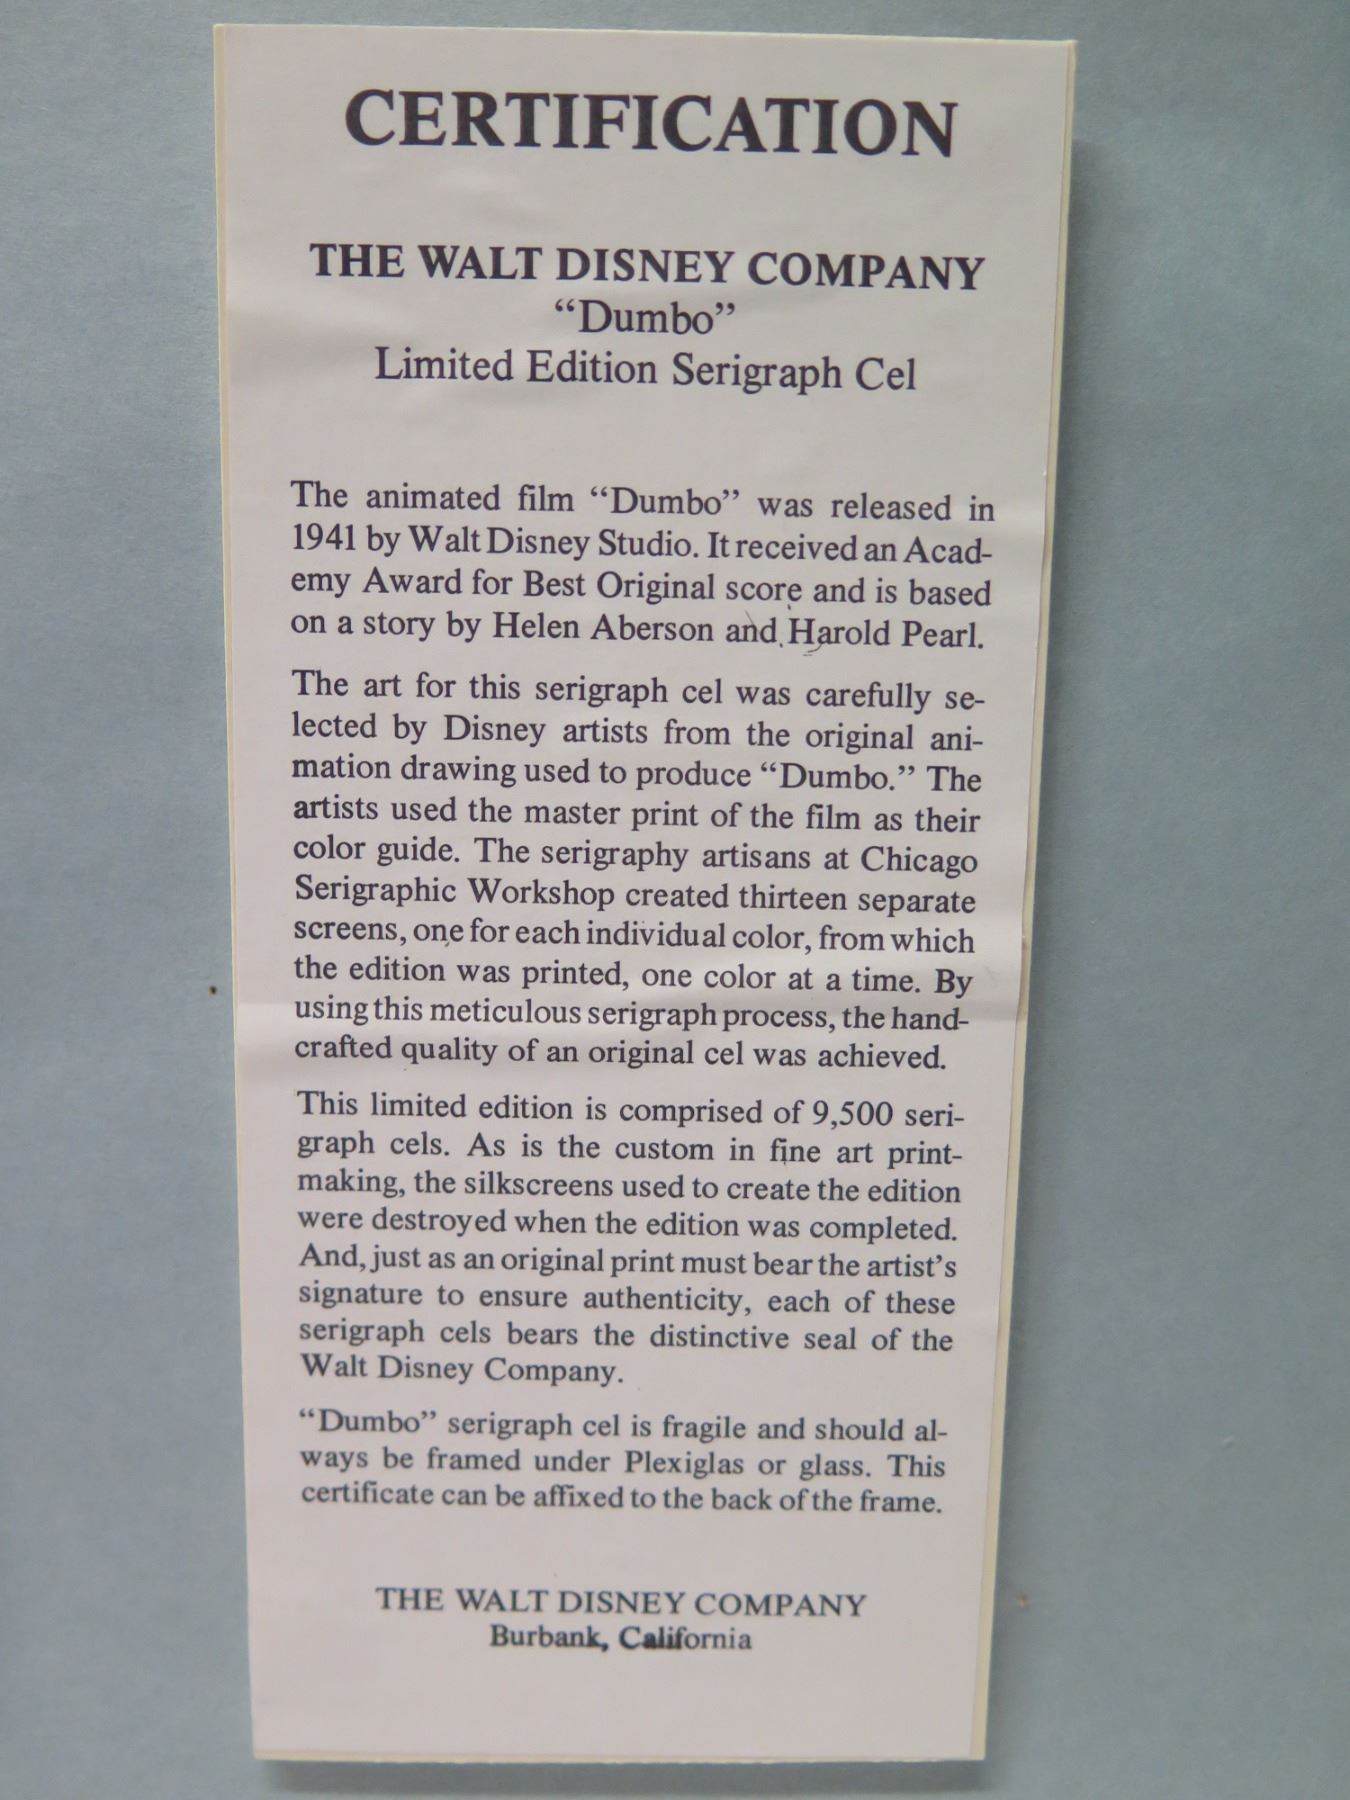 CERTIFICATION
THE WALT DISNEY COMPANY
“Dumbo”
Limited Edition Serigraph Cel
The animated film “Dumbo” was released in
1941 by Walt Disney Studio. It received an Acad-
emy Award for Best Original score and is based
on a story by Helen Aberson and Harold Pearl.
The art for this serigraph cel was carefully se-
lected by Disney artists from the original ani-
mation drawing used to produce “Dumbo.” The
artists used the master print of the film as their
color guide. The serigraphy artisans at Chicago
Serigraphic Workshop created thirteen separate
screens, one for each individual color, from which
the edition was printed, one color at a time. By
using this meticulous serigraph process, the hand-
crafted quality of an original cel was achieved.
This limited edition is comprised of 9,500 seri-
graph cels. As is the custom in fine art print-
making, the silkscreens used to create the edition
were destroyed when the edition was completed.
And, just as an original print must bear the artist’s
signature to ensure authenticity, each of these
serigraph cels bears the distinctive seal of the
Walt Disney Company.
“Dumbo” serigraph cel is fragile and should al-
ways be framed under Plexiglas or glass. This
certificate can be affixed to the back of the frame.
THE WALT DISNEY COMPANY
Burbank, California